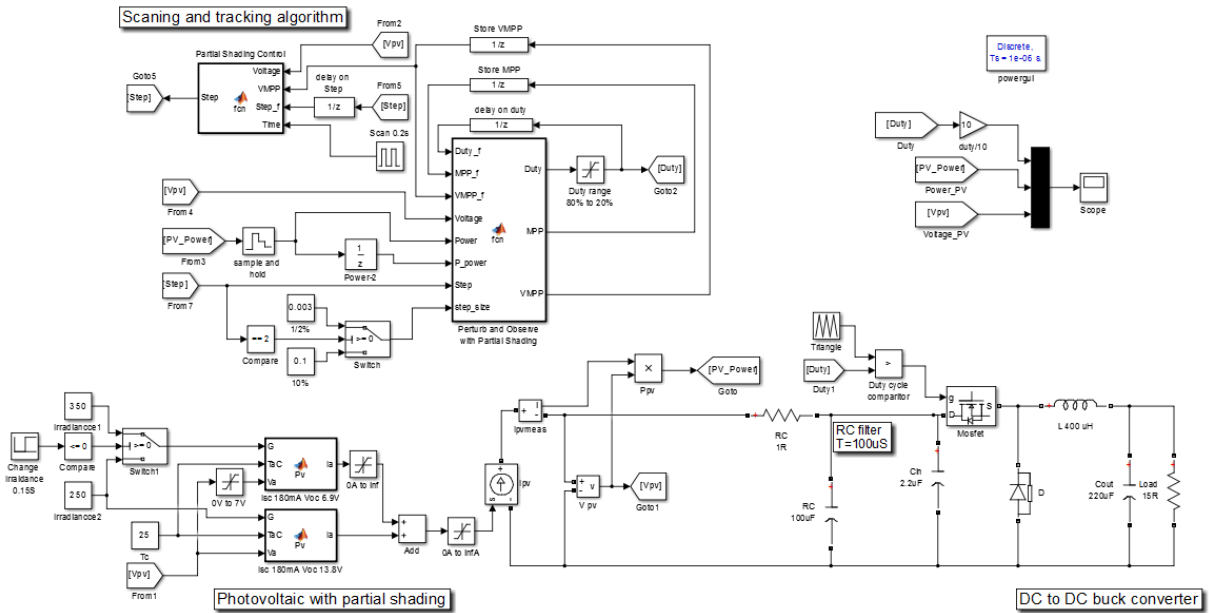 Scaning and tracking algorithm
From2
[Vpv]
Partial Shading Control
Voltage
VMPP
Step_f
Time
Step
fcn
Goto5
[Step]
delay on
Step
1/z
From5
[Step]
Scan 0.2s
Store VMPP
1/z
Store MPP
1/z
delay on duty
1/z
Duty_f
MPP_f
VMPP_f
Voltage
Power
P_power
Step
step_size
Duty
MPP
VMPP
fcn
Perturb and Observe
with Partial Shading
Duty range
80% to 20%
[Duty]
Goto2
[Vpv]
From4
[PV_Power]
From3
sample and
hold
1
z
Power-2
[Step]
From7
== 2
Compare
0.003
1/2%
0.1
10%
>= 0
Switch
Discrete,
Ts = 1e-06 s.
powergui
[Duty]
Duty
10
duty/10
[PV_Power]
Power_PV
[Vpv]
Voltage_PV
Scope
350
Irradiancce1
Change
irraldance
0.15S
<= 0
Compare
>= 0
Switch1
250
Irradiancce2
25
Tc
[Vpv]
From1
0V to 7V
G
TaC
Va
Pv
Ia
Isc 180mA Voc 6.9V
G
TaC
Va
Pv
Ia
Isc 180mA Voc 13.8V
0A to Inf
+
+
Add
0A to InfA
Ipv
+
i
-
Ipvmeas
×
Ppv
[PV_Power]
Goto
+
-
v
V pv
[Vpv]
Goto1
RC
1R
RC filter
T=100uS
RC
100uF
Cin
2.2uF
Triangle
[Duty]
Duty1
>
Duty cycle
comparitor
g
D
S
Mosfet
L 400 uH
D
Cout
220uF
Load
15R
Photovoltaic with partial shading
DC to DC buck converter